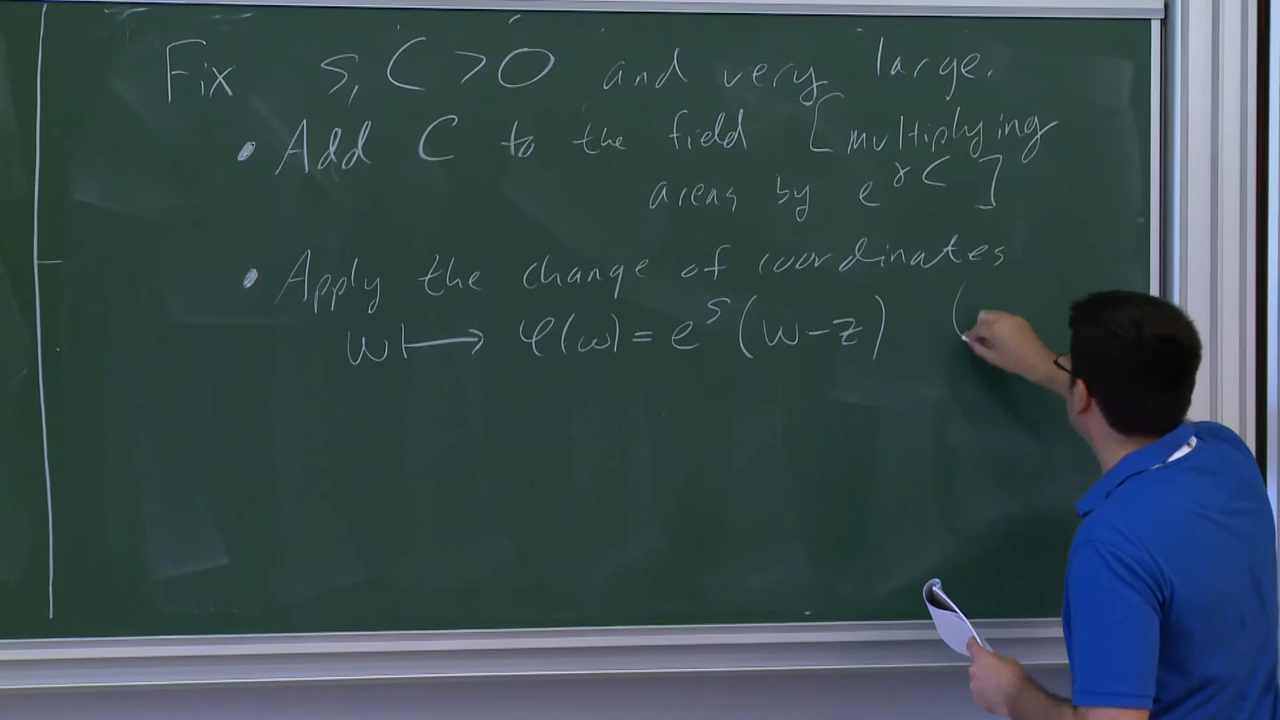 Fix s, C > 0 and very large.
• Add C to the field [multiplying
areas by e^{γC}]
• Apply the change of coordinates
w ⟼ φ(w) = e^s (w - z) (